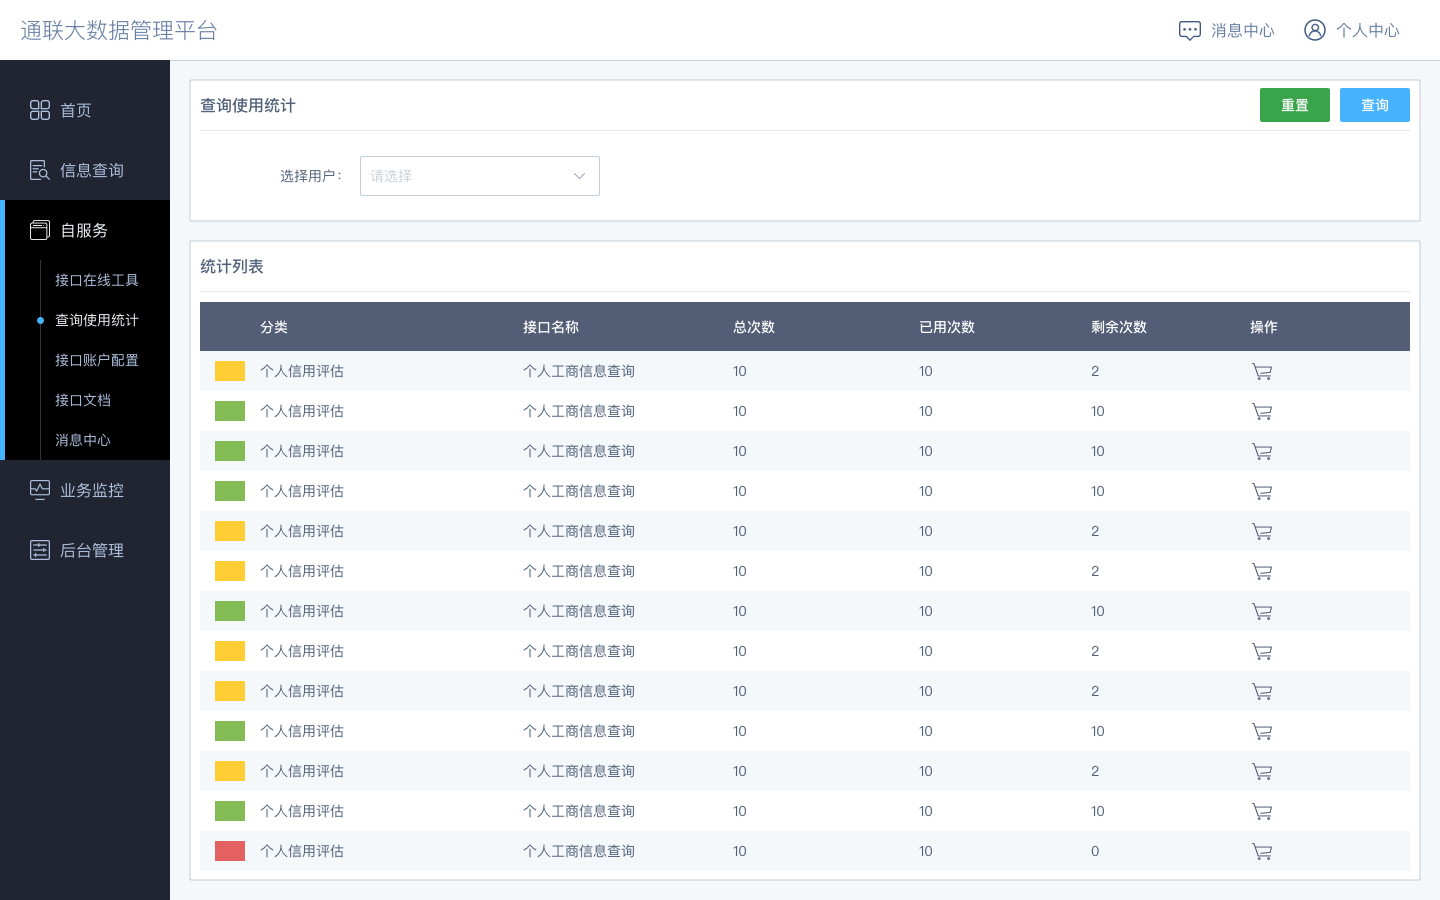 通联大数据管理平台
消息中心
个人中心
首页
信息查询
自服务
接口在线工具
查询使用统计
接口账户配置
接口文档
消息中心
业务监控
后台管理
查询使用统计
重置
查询
选择用户：
请选择
统计列表
分类 接口名称 总次数 已用次数 剩余次数 操作
个人信用评估 个人工商信息查询 10 10 2
个人信用评估 个人工商信息查询 10 10 10
个人信用评估 个人工商信息查询 10 10 10
个人信用评估 个人工商信息查询 10 10 10
个人信用评估 个人工商信息查询 10 10 2
个人信用评估 个人工商信息查询 10 10 2
个人信用评估 个人工商信息查询 10 10 10
个人信用评估 个人工商信息查询 10 10 2
个人信用评估 个人工商信息查询 10 10 2
个人信用评估 个人工商信息查询 10 10 10
个人信用评估 个人工商信息查询 10 10 2
个人信用评估 个人工商信息查询 10 10 10
个人信用评估 个人工商信息查询 10 10 0